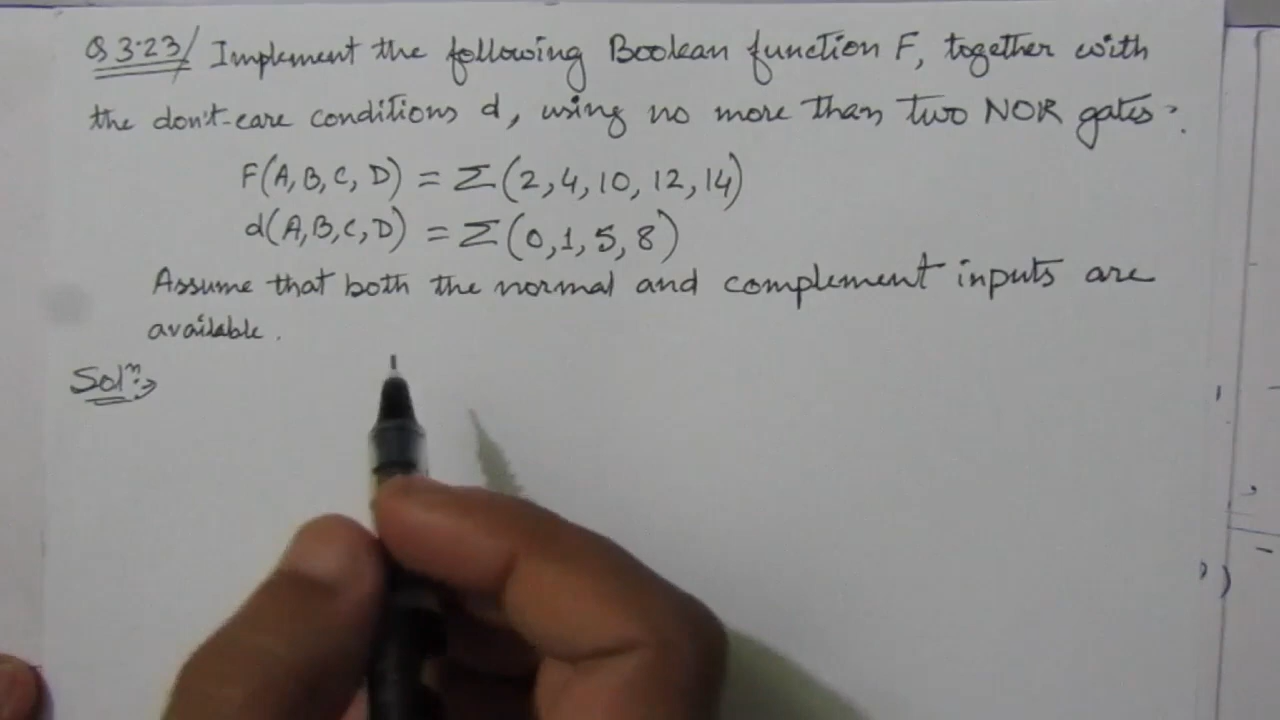 Q 3.23/ Implement the following Boolean function F, together with
the don't-care conditions d, using no more than two NOR gates:
F(A, B, C, D) = Σ(2, 4, 10, 12, 14)
d(A, B, C, D) = Σ(0, 1, 5, 8)
Assume that both the normal and complement inputs are
available.
Solⁿ:→